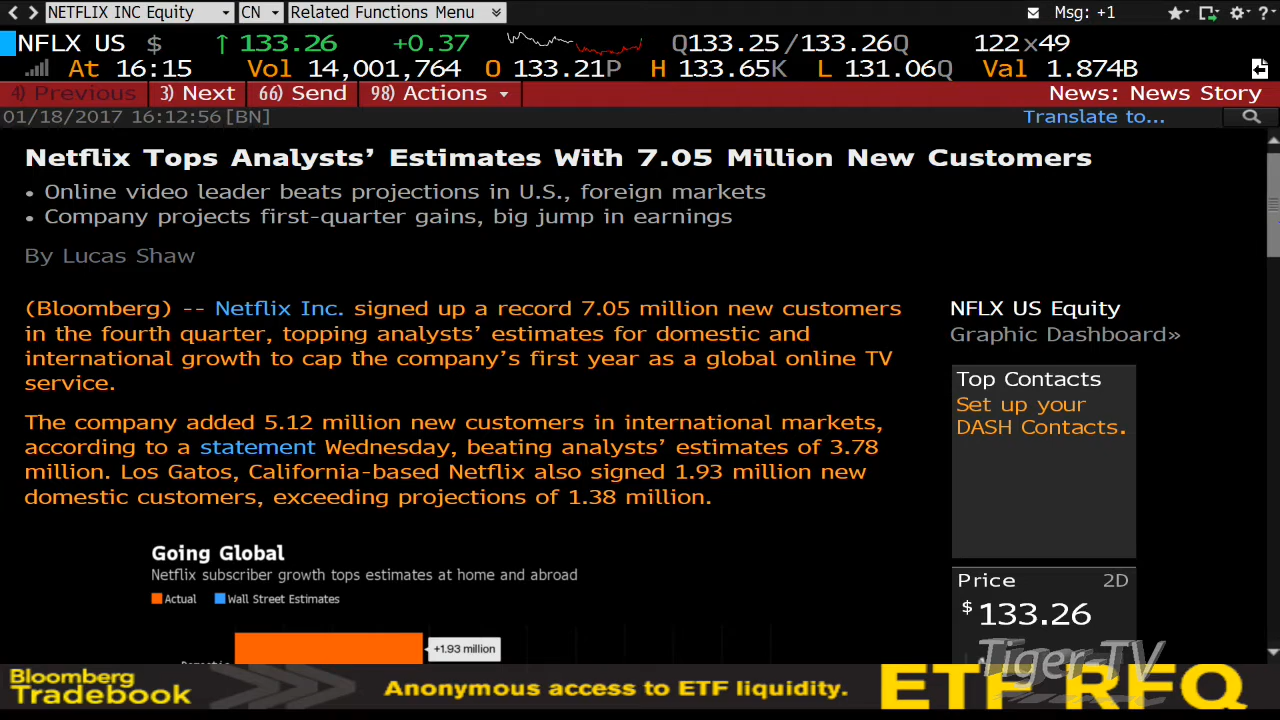 NETFLIX INC Equity CN Related Functions Menu Msg: +1 ?
NFLX US $ ↑ 133.26 +0.37 Q133.25/133.26Q 122x49
At 16:15 Vol 14,001,764 O 133.21P H 133.65K L 131.06Q Val 1.874B
4) Previous 3) Next 66) Send 98) Actions News: News Story
01/18/2017 16:12:56 [BN] Translate to...
Netflix Tops Analysts’ Estimates With 7.05 Million New Customers
• Online video leader beats projections in U.S., foreign markets
• Company projects first-quarter gains, big jump in earnings
By Lucas Shaw
(Bloomberg) -- Netflix Inc. signed up a record 7.05 million new customers
in the fourth quarter, topping analysts’ estimates for domestic and
international growth to cap the company’s first year as a global online TV
service.
The company added 5.12 million new customers in international markets,
according to a statement Wednesday, beating analysts’ estimates of 3.78
million. Los Gatos, California-based Netflix also signed 1.93 million new
domestic customers, exceeding projections of 1.38 million.
NFLX US Equity
Graphic Dashboard»
Top Contacts
Set up your
DASH Contacts.
Price 2D
$133.26
Going Global
Netflix subscriber growth tops estimates at home and abroad
Actual Wall Street Estimates
+1.93 million
Tiger TV
Bloomberg
Tradebook
Anonymous access to ETF liquidity.
ETF RFQ